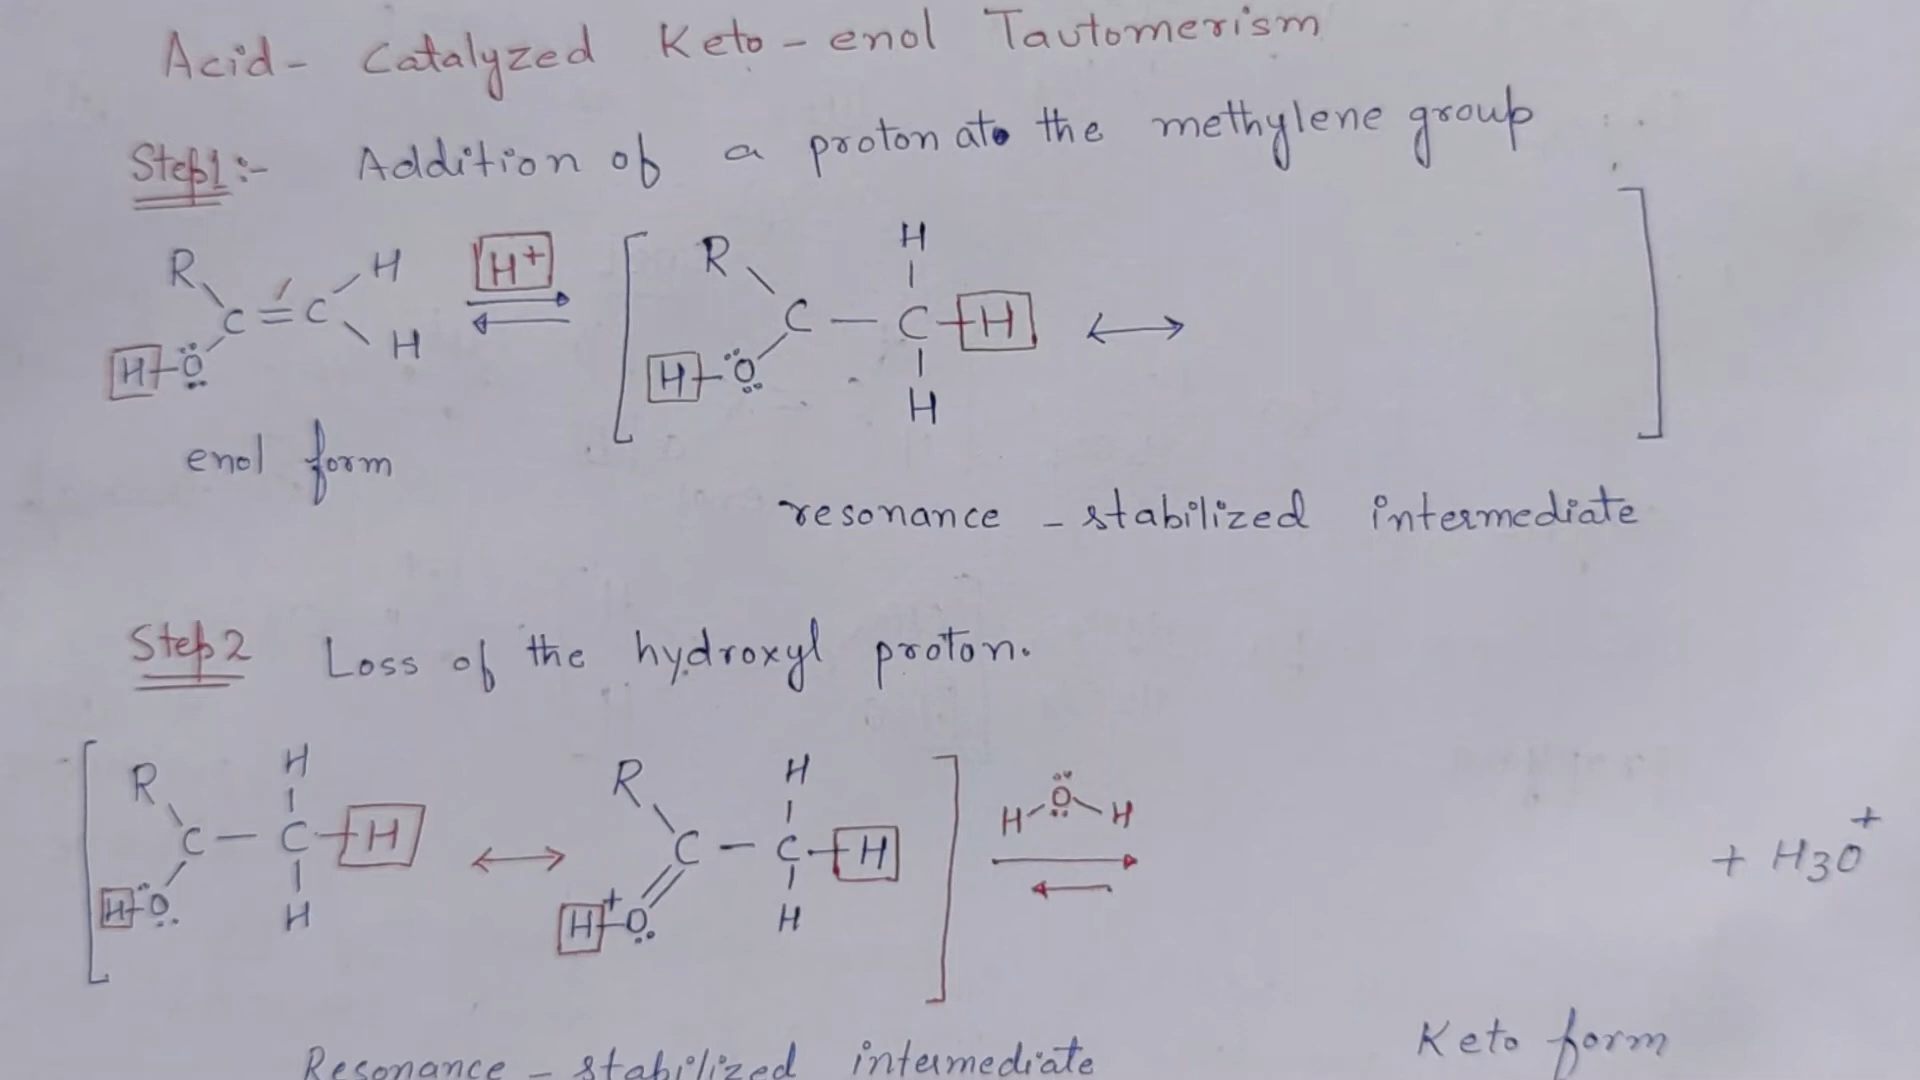 Acid- Catalyzed Keto-enol Tautomerism
Step1:- Addition of a proton ato the methylene group
R H H+ R H
C=C C — C-H ⟷
H-O H H-O H
enol form
resonance - stabilized intermediate
Step2 Loss of the hydroxyl proton.
R H R H H-O-H
C — C-H ⟷ C — C-H + H3O+
H-O H H-O+ H
Resonance - stabilized intermediate Keto form